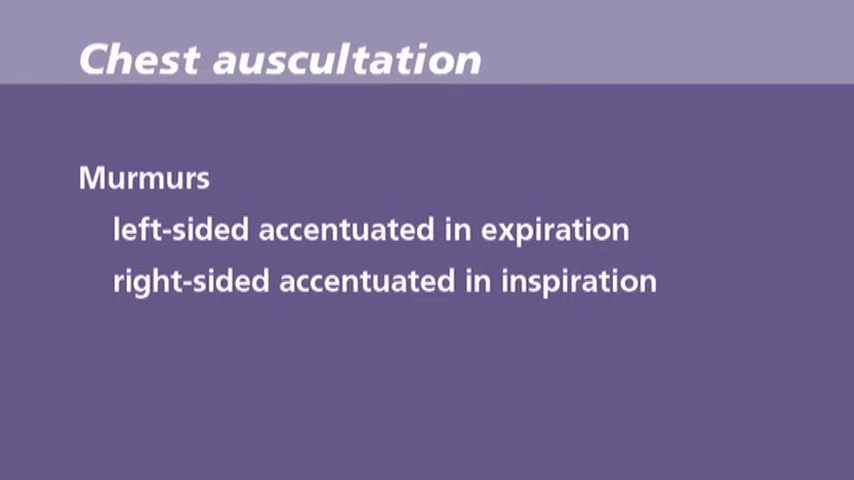 Chest auscultation
Murmurs
left-sided accentuated in expiration
right-sided accentuated in inspiration